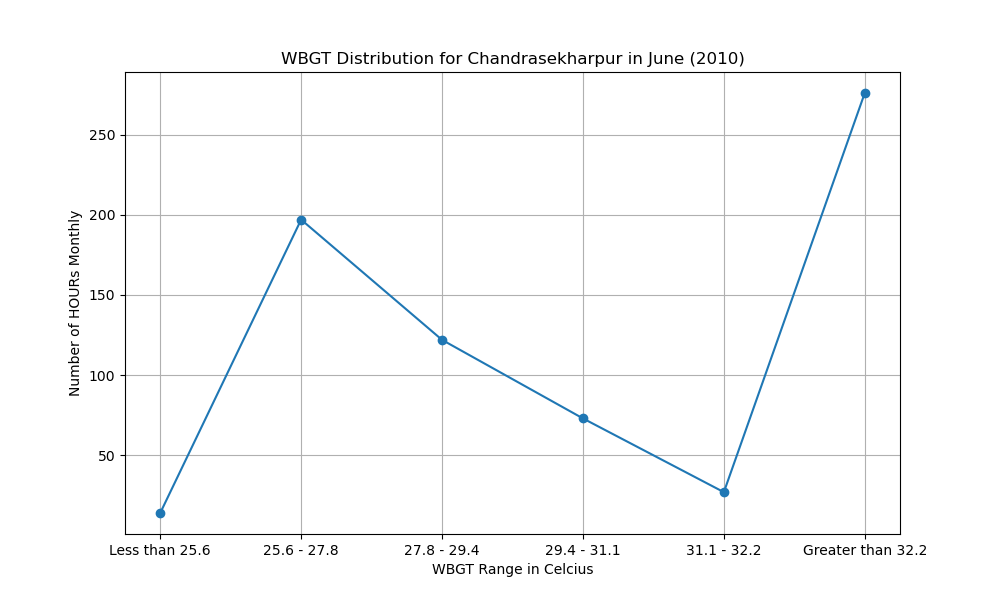 WBGT Distribution for Chandrasekharpur in June (2010)
Number of HOURs Monthly
250
200
150
100
50
Less than 25.6
25.6 - 27.8
27.8 - 29.4
29.4 - 31.1
31.1 - 32.2
Greater than 32.2
WBGT Range in Celcius